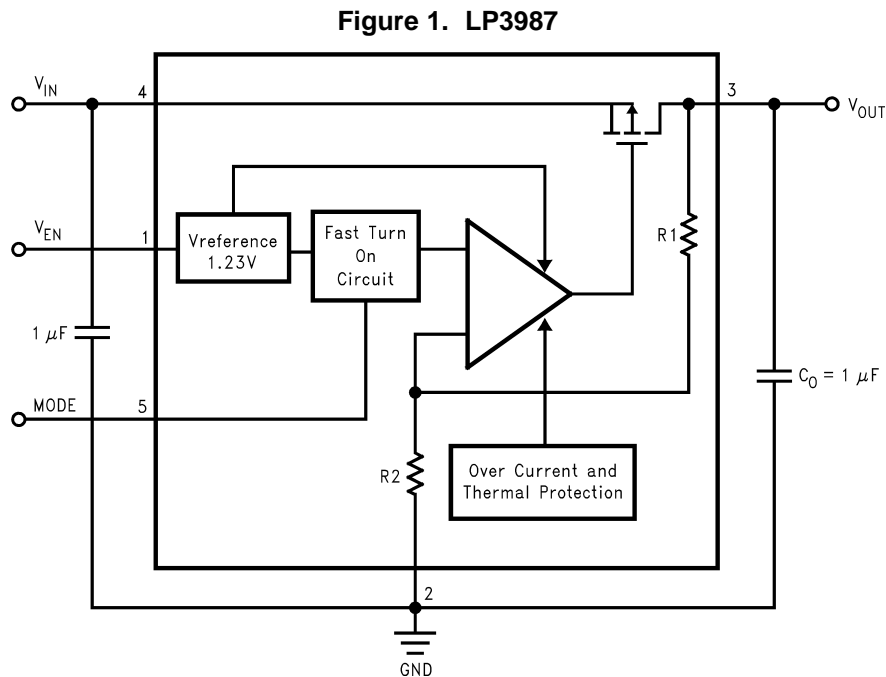 Figure 1. LP3987
V_IN
4
3
V_OUT
V_EN
1
Vreference
1.23V
Fast Turn
On
Circuit
R1
1 μF
C_O = 1 μF
MODE
5
R2
Over Current and
Thermal Protection
2
GND